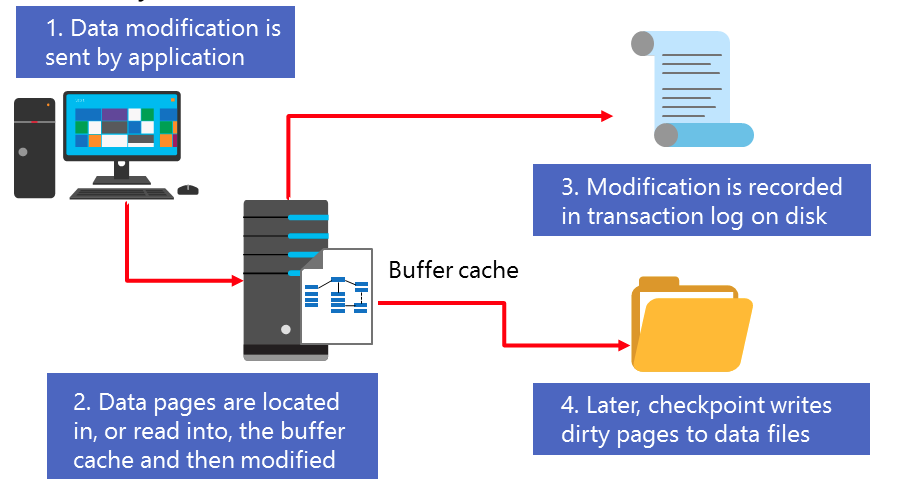 1. Data modification is
sent by application
3. Modification is recorded
in transaction log on disk
Buffer cache
2. Data pages are located
in, or read into, the buffer
cache and then modified
4. Later, checkpoint writes
dirty pages to data files